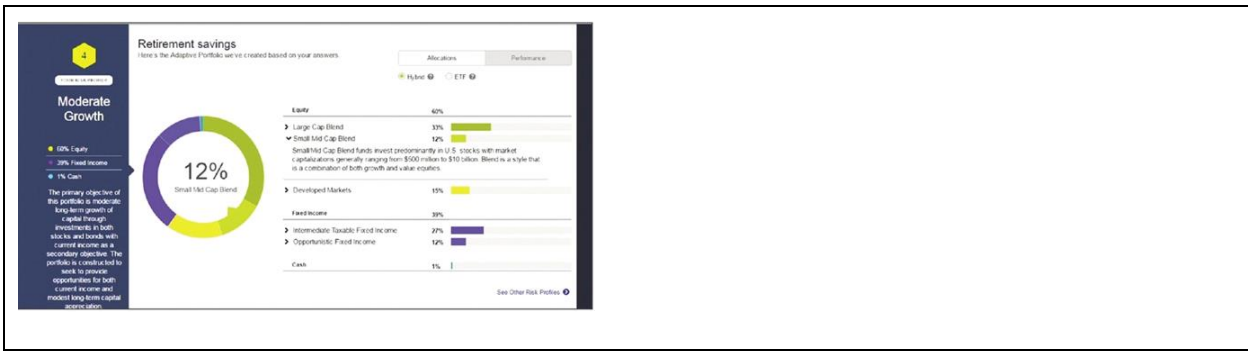 4
Moderate
Growth
60% Equity
39% Fixed Income
1% Cash
The primary objective of
this portfolio is moderate
long-term growth of
capital through
investments in both
stocks and bonds with
current income as a
secondary objective. The
portfolio is constructed to
seek to provide
opportunities for both
current income and
modest long-term capital
appreciation.
Retirement savings
Here's the Adaptive Portfolio we've created based on your answers.
Allocations Performance
Hybrid ETF
12%
Small Mid Cap Blend
Equity 60%
Large Cap Blend 33%
Small Mid Cap Blend 12%
Small/Mid Cap Blend funds invest predominantly in U.S. stocks with market
capitalizations generally ranging from $500 million to $10 billion. Blend is a style that
is a combination of both growth and value equities.
Developed Markets 15%
Fixed Income 39%
Intermediate Taxable Fixed Income 27%
Opportunistic Fixed Income 12%
Cash 1%
See Other Risk Profiles